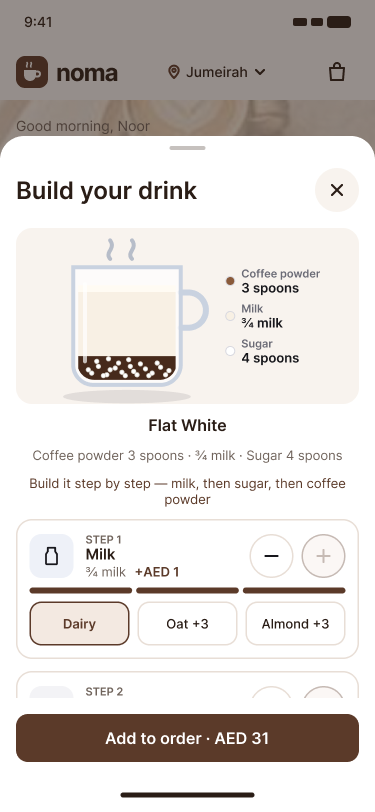 9:41
noma
Jumeirah
Good morning, Noor
Build your drink
Coffee powder
3 spoons
Milk
¾ milk
Sugar
4 spoons
Flat White
Coffee powder 3 spoons · ¾ milk · Sugar 4 spoons
Build it step by step — milk, then sugar, then coffee
powder
STEP 1
Milk
¾ milk +AED 1
Dairy
Oat +3
Almond +3
STEP 2
Add to order · AED 31